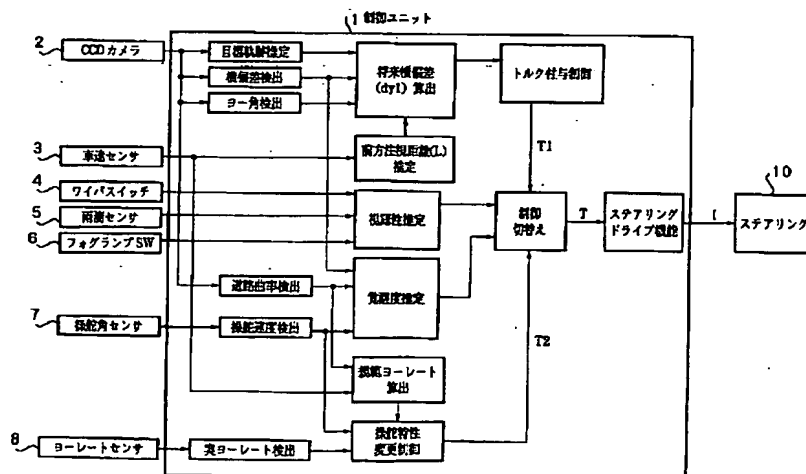 1 制御ユニット
2
CCDカメラ
目標軌跡推定
横偏差検出
ヨー角検出
将来横偏差
(dyl) 算出
トルク付与制御
3
車速センサ
前方注視距離(L)
推定
T1
4
ワイパスイッチ
5
雨滴センサ
6
フォグランプSW
視認性推定
制御
切替え
T
ステアリング
ドライブ機能
I
10
ステアリング
道路曲率検出
覚醒度推定
7
操舵角センサ
操舵速度検出
T2
規範ヨーレート
算出
8
ヨーレートセンサ
実ヨーレート検出
操舵特性
変更制御